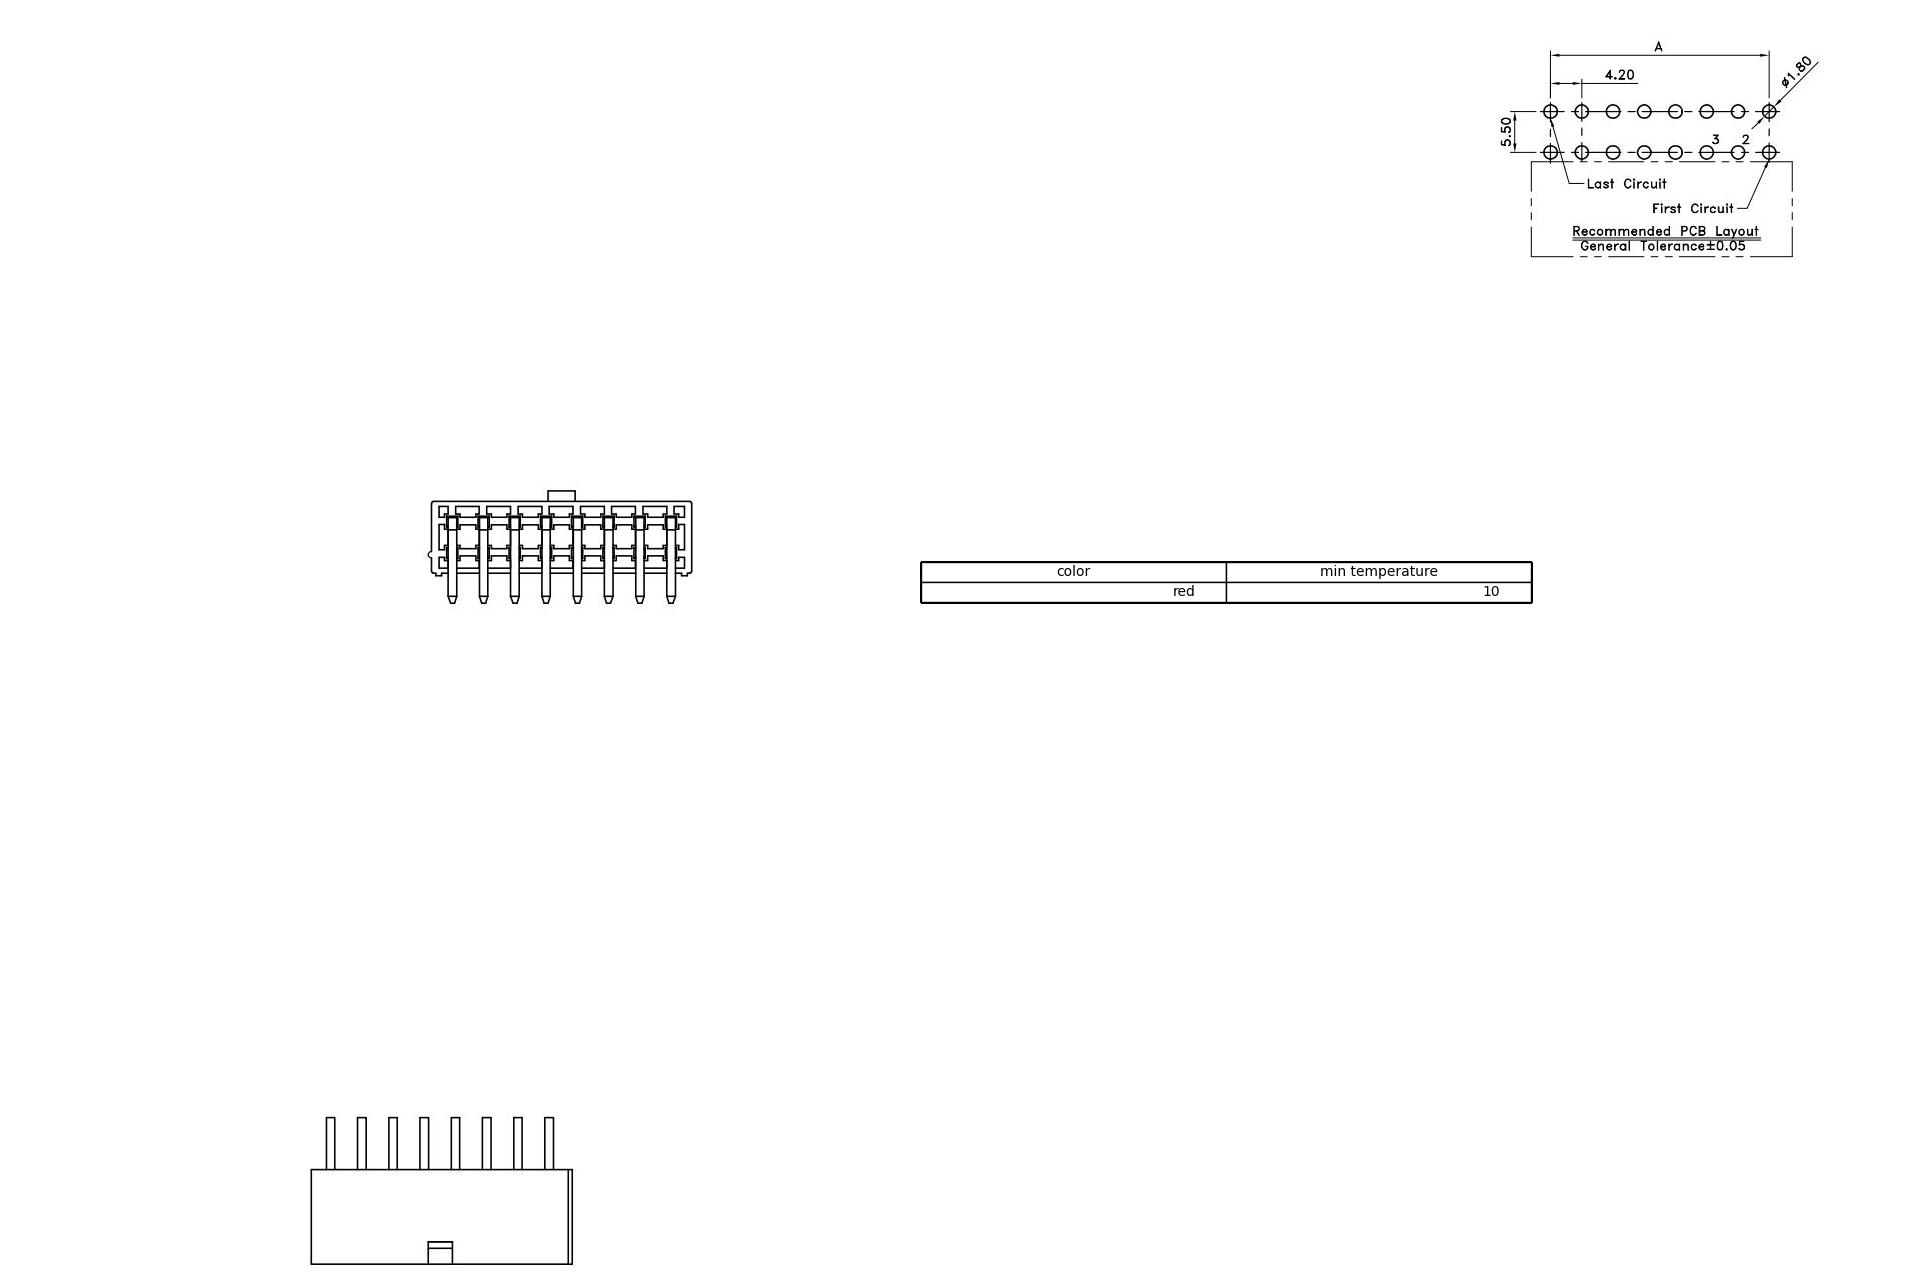 A
4.20
ø1.80
5.50
3 2
Last Circuit
First Circuit
Recommended PCB Layout
General Tolerance±0.05
color min temperature
red 10